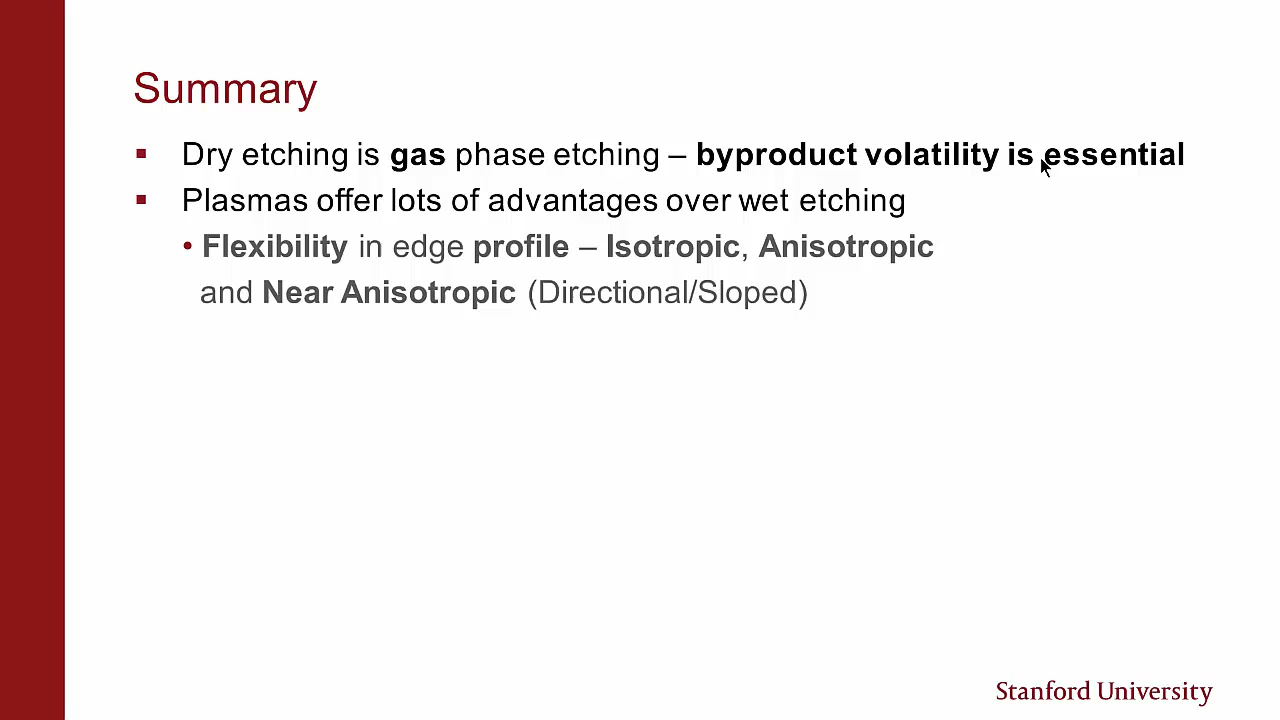 Summary
▪ Dry etching is gas phase etching – byproduct volatility is essential
▪ Plasmas offer lots of advantages over wet etching
• Flexibility in edge profile – Isotropic, Anisotropic
and Near Anisotropic (Directional/Sloped)
Stanford University